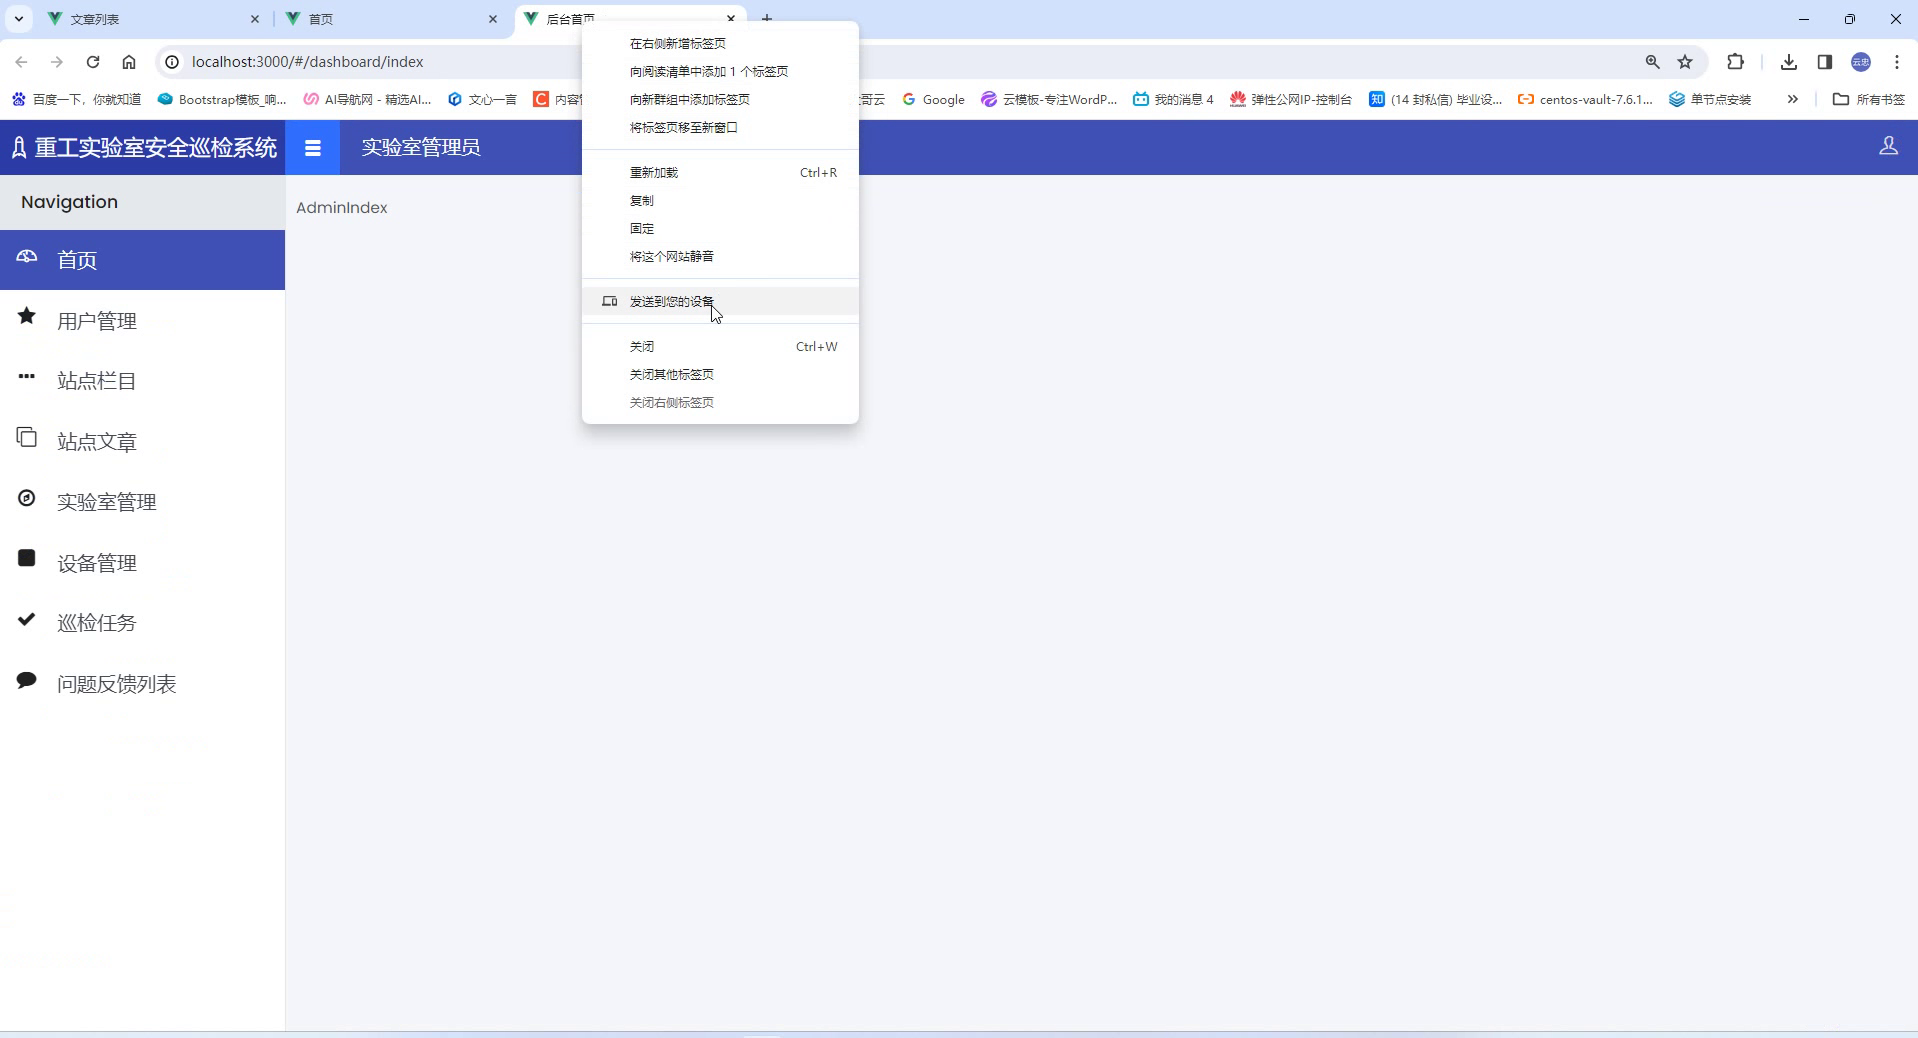 文章列表
首页
后台首页
localhost:3000/#/dashboard/index
云忠
百度一下，你就知道
Bootstrap模板_响...
AI导航网 - 精选AI...
文心一言
内容
哥云
Google
云模板-专注WordP...
我的消息 4
弹性公网IP-控制台
知 (14 封私信) 毕业设...
centos-vault-7.6.1...
单节点安装
所有书签
在右侧新增标签页
向阅读清单中添加 1 个标签页
向新群组中添加标签页
将标签页移至新窗口
重新加载 Ctrl+R
复制
固定
将这个网站静音
发送到您的设备
关闭 Ctrl+W
关闭其他标签页
关闭右侧标签页
重工实验室安全巡检系统
实验室管理员
Navigation
AdminIndex
首页
用户管理
站点栏目
站点文章
实验室管理
设备管理
巡检任务
问题反馈列表